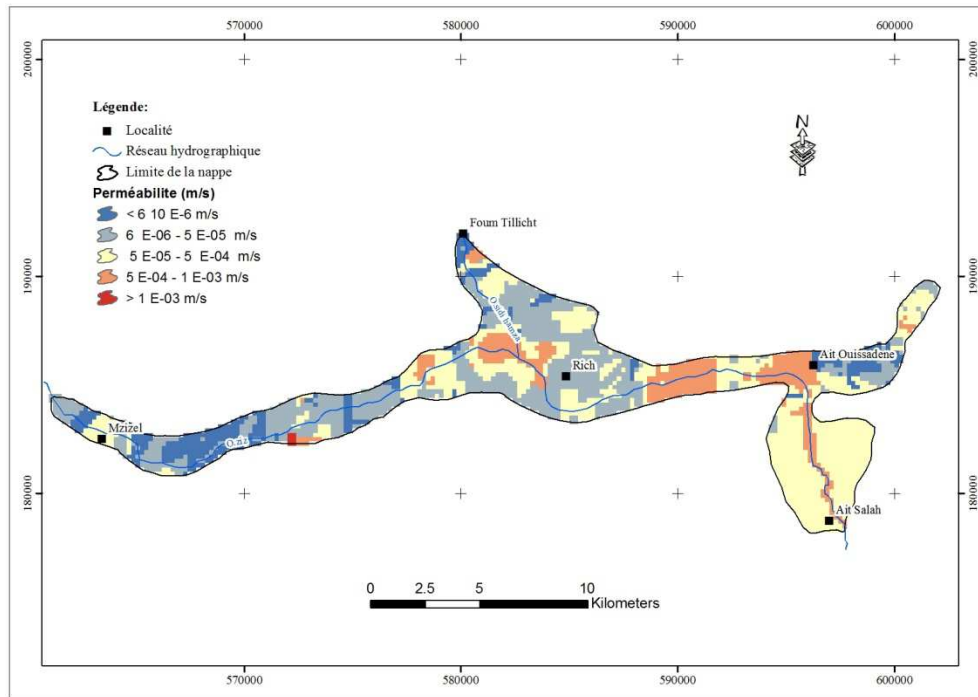 570000 580000 590000 600000
200000 200000
Légende:
Localité
Réseau hydrographique
Limite de la nappe
Perméabilite (m/s)
< 6 10 E-6 m/s
6 E-06 - 5 E-05 m/s
5 E-05 - 5 E-04 m/s
5 E-04 - 1 E-03 m/s
> 1 E-03 m/s
N
Foum Tillicht
190000 190000
O.sidi hamza
Ait Ouissadene
Rich
Mzizel
O.ziz
180000 180000
Ait Salah
0 2.5 5 10
Kilometers
570000 580000 590000 600000